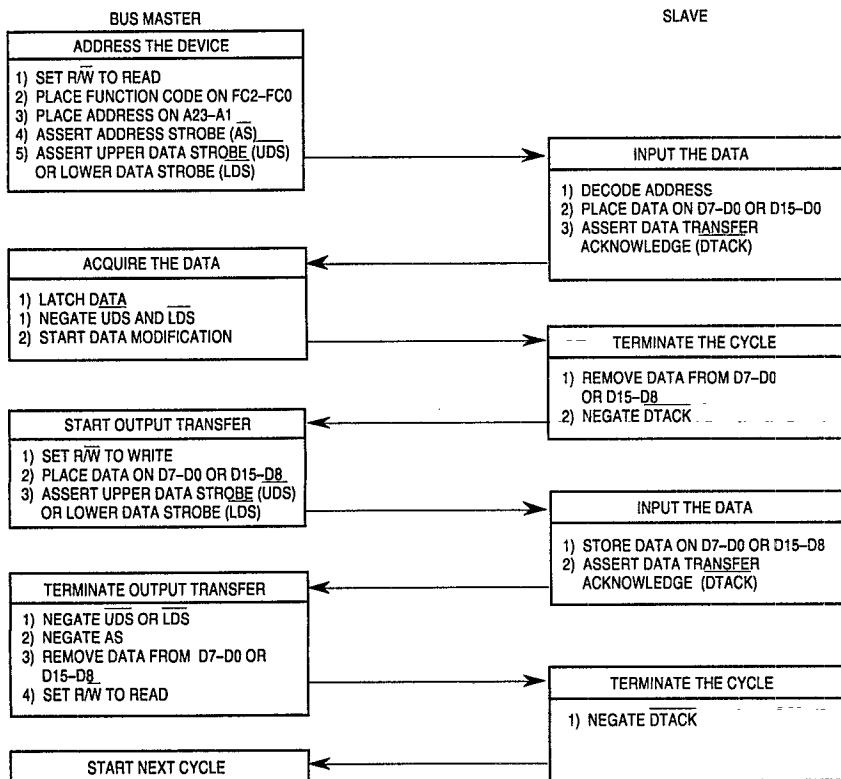 BUS MASTER
SLAVE
ADDRESS THE DEVICE
1) SET R/W TO READ
2) PLACE FUNCTION CODE ON FC2–FC0
3) PLACE ADDRESS ON A23–A1
4) ASSERT ADDRESS STROBE (AS)
5) ASSERT UPPER DATA STROBE (UDS)
OR LOWER DATA STROBE (LDS)
INPUT THE DATA
1) DECODE ADDRESS
2) PLACE DATA ON D7–D0 OR D15–D0
3) ASSERT DATA TRANSFER
ACKNOWLEDGE (DTACK)
ACQUIRE THE DATA
1) LATCH DATA
1) NEGATE UDS AND LDS
2) START DATA MODIFICATION
TERMINATE THE CYCLE
1) REMOVE DATA FROM D7–D0
OR D15–D8
2) NEGATE DTACK
START OUTPUT TRANSFER
1) SET R/W TO WRITE
2) PLACE DATA ON D7–D0 OR D15–D8
3) ASSERT UPPER DATA STROBE (UDS)
OR LOWER DATA STROBE (LDS)
INPUT THE DATA
1) STORE DATA ON D7–D0 OR D15–D8
2) ASSERT DATA TRANSFER
ACKNOWLEDGE (DTACK)
TERMINATE OUTPUT TRANSFER
1) NEGATE UDS OR LDS
2) NEGATE AS
3) REMOVE DATA FROM D7–D0 OR
D15–D8
4) SET R/W TO READ
TERMINATE THE CYCLE
1) NEGATE DTACK
START NEXT CYCLE